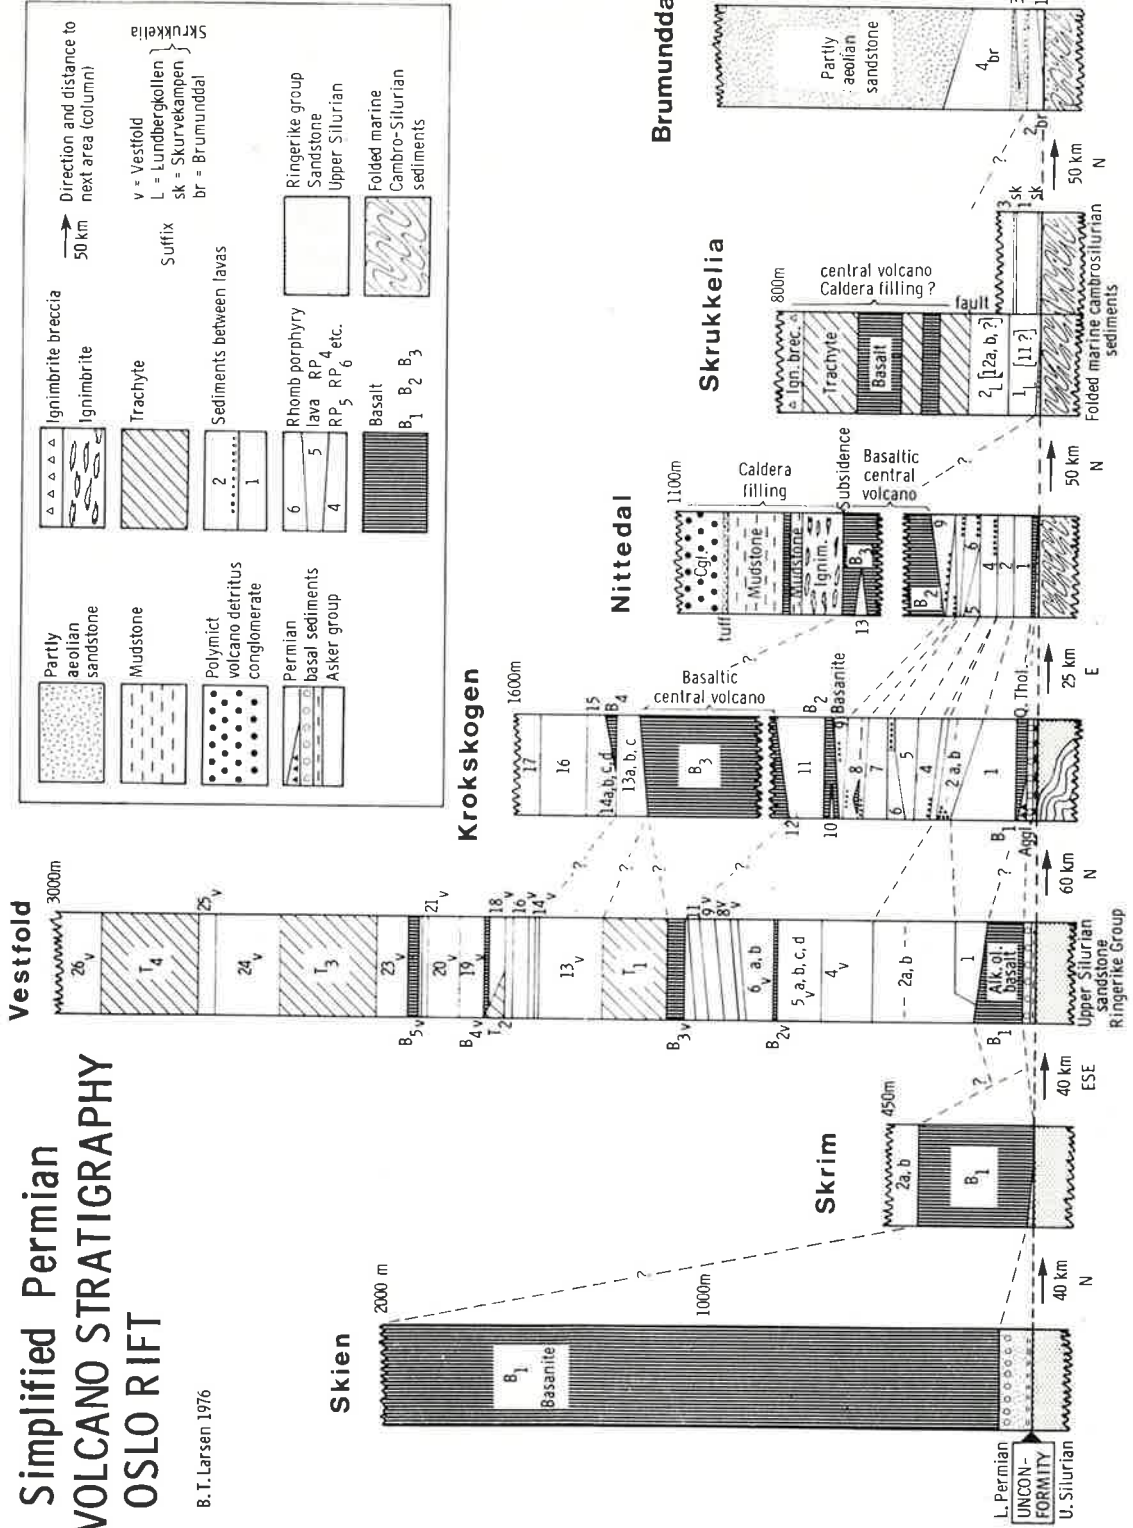 Simplified Permian
VOLCANO STRATIGRAPHY
OSLO RIFT
B.T. Larsen 1976
Partly
aeolian
sandstone
Mudstone
Polymict
volcano detritus
conglomerate
Permian
basal sediments
Asker group
Ignimbrite breccia
Ignimbrite
Trachyte
2
1
Sediments between lavas
6
5
4
Rhomb porphyry
lava RP4
RP5 RP6 etc.
Basalt
B1 B2 B3
50 km
Direction and distance to
next area (column)
Suffix
v = Vestfold
L = Lundbergkollen
sk = Skurvekampen
Skrukkelia
br = Brumunddal
Ringerike group
Sandstone
Upper Silurian
Folded marine
Cambro-Silurian
sediments
Skien
2000 m
1000m
B1
Basanite
L. Permian
UNCON-
FORMITY
U. Silurian
40 km
N
?
Skrim
450m
2a, b
B1
40 km
ESE
?
Vestfold
3000m
26v
T4
25v
24v
T3
23v
B5v
21v
20v
19v
B4v
18v
T2
16v
14v
13v
T1
B3v
11
9v
8v
6v a, b
B2v
5v a, b, c, d
4v
2a, b
1
Alk. ol.
basalt
B1
Upper Silurian
sandstone
Ringerike Group
60 km
N
?
?
?
?
?
Krokskogen
1600m
17
16
15
B4
14a, b, c, d
13a, b, c
B3
Basaltic
central volcano
12
11
B2
10
Basanite
9
8
7
6
5
4
2 a, b
1
B1
Q. Thol.
Aggl.
25 km
E
?
Nittedal
1100m
Cgl.
tuff
Mudstone
Mudstone
Ignim.
Caldera
filling
Subsidence
B3
13
Basaltic
central
volcano
B2
9
6
5
4
2
1
50 km
N
?
Skrukkelia
800m
Ign. brec.
Trachyte
Basalt
central volcano
Caldera filling ?
fault
2L [12a, b, ?]
1L [11 ?]
3sk
1sk
Folded marine cambrosilurian
sediments
50 km
N
?
Brumundda
Partly
aeolian
sandstone
4br
2br